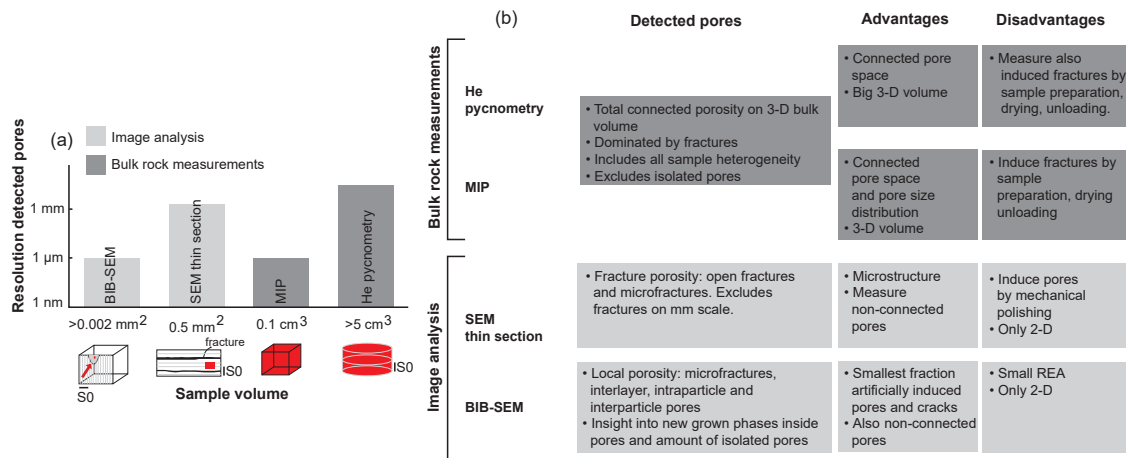 (a)
Image analysis
Bulk rock measurements
Resolution detected pores
1 mm
1 µm
1 nm
BIB-SEM
SEM thin section
MIP
He pycnometry
>0.002 mm2
0.5 mm2
0.1 cm3
>5 cm3
S0
fracture
IS0
IS0
Sample volume
(b)
Detected pores
Advantages
Disadvantages
Bulk rock measurements
He
pycnometry
MIP
• Total connected porosity on 3-D bulk
volume
• Dominated by fractures
• Includes all sample heterogeneity
• Excludes isolated pores
• Connected pore
space
• Big 3-D volume
• Measure also
induced fractures by
sample preparation,
drying, unloading.
• Connected
pore space
and pore size
distribution
• 3-D volume
• Induce fractures by
sample
preparation, drying
unloading
Image analysis
SEM
thin section
• Fracture porosity: open fractures
and microfractures. Excludes
fractures on mm scale.
• Microstructure
• Measure
non-connected
pores
• Induce pores
by mechanical
polishing
• Only 2-D
BIB-SEM
• Local porosity: microfractures,
interlayer, intraparticle and
interparticle pores
• Insight into new grown phases inside
pores and amount of isolated pores
• Smallest fraction
artificially induced
pores and cracks
• Also non-connected
pores
• Small REA
• Only 2-D